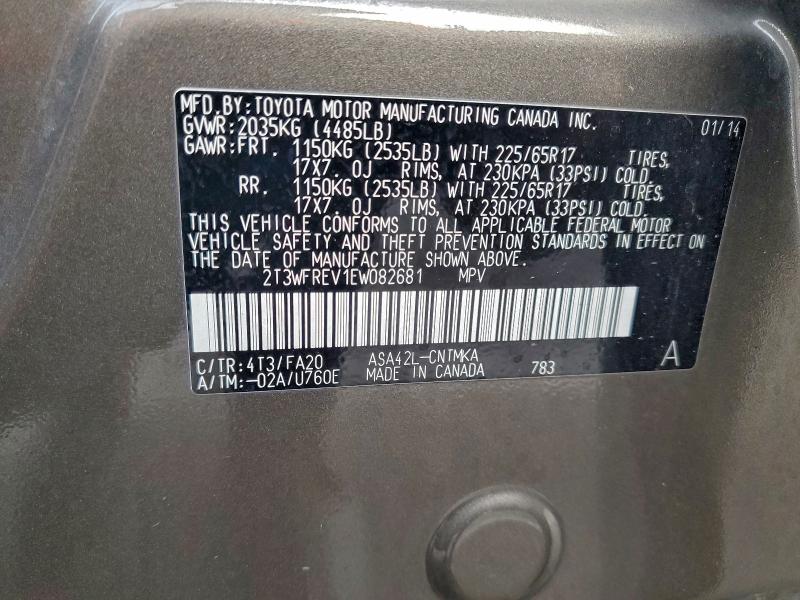 MFD. BY: TOYOTA MOTOR MANUFACTURING CANADA INC. 01/14
GVWR: 2035KG (4485LB)
GAWR: FRT. 1150KG (2535LB) WITH 225/65R17 TIRES,
17X7. 0J RIMS, AT 230KPA (33PSI) COLD.
RR. 1150KG (2535LB) WITH 225/65R17 TIRES,
17X7. 0J RIMS, AT 230KPA (33PSI) COLD.
THIS VEHICLE CONFORMS TO ALL APPLICABLE FEDERAL MOTOR
VEHICLE SAFETY AND THEFT PREVENTION STANDARDS IN EFFECT ON
THE DATE OF MANUFACTURE SHOWN ABOVE.
2T3WFREV1EW082681 MPV
C/TR: 4T3/FA20 ASA42L-CNTMKA A
A/TM: -02A/U760E MADE IN CANADA 783